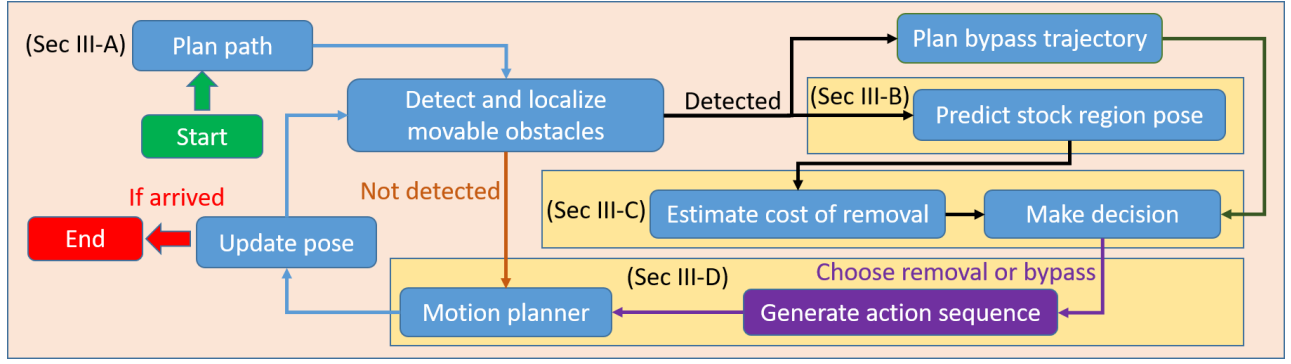 (Sec III-A)
Plan path
Start
Detect and localize
movable obstacles
Detected
Plan bypass trajectory
(Sec III-B)
Predict stock region pose
Not detected
(Sec III-C)
Estimate cost of removal
Make decision
If arrived
End
Update pose
Choose removal or bypass
(Sec III-D)
Motion planner
Generate action sequence